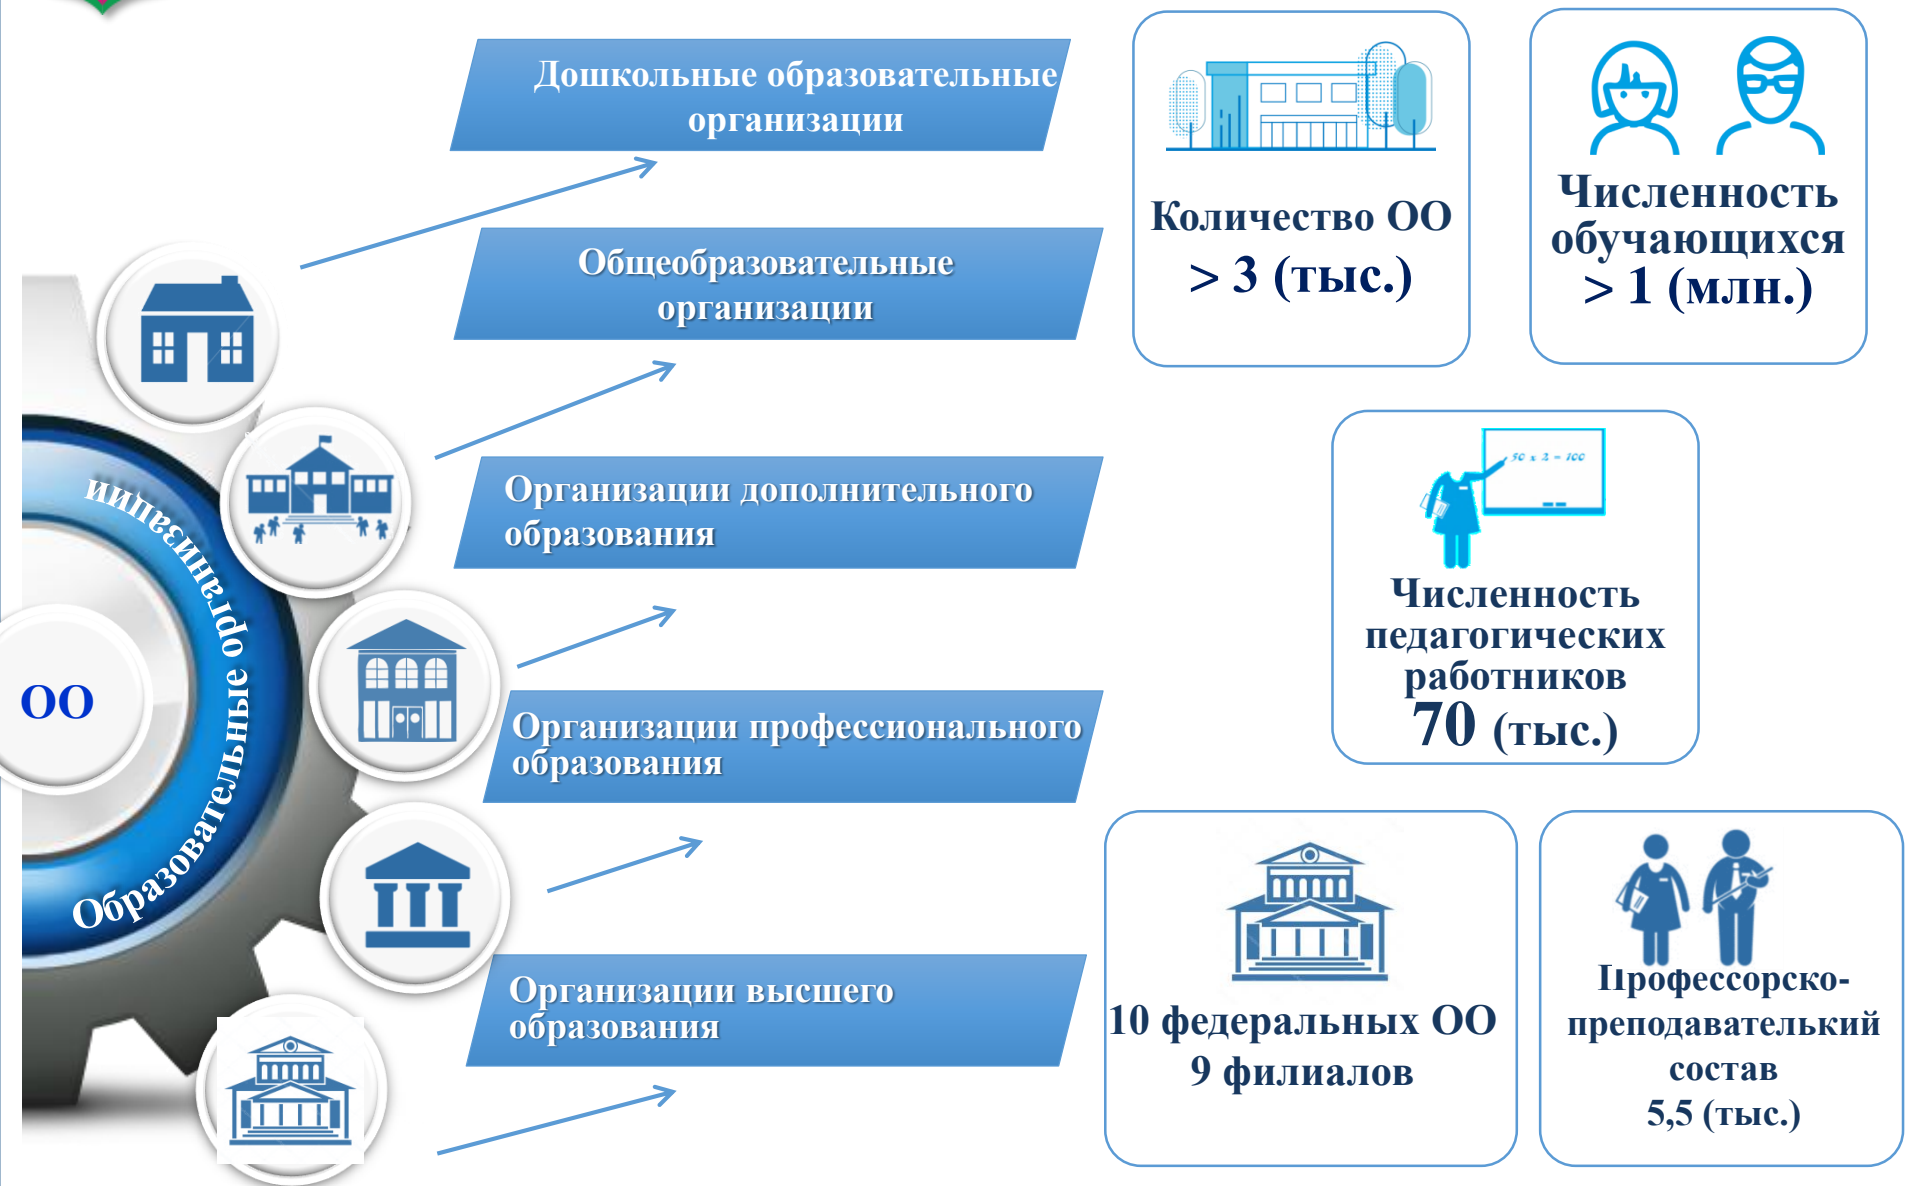 Дошкольные образовательные
организации
Общеобразовательные
организации
Организации дополнительного
образования
Организации профессионального
образования
Организации высшего
образования
Образовательные организации
ОО
Количество ОО
> 3 (тыс.)
Численность
обучающихся
> 1 (млн.)
50 x 2 = 100
Численность
педагогических
работников
70 (тыс.)
10 федеральных ОО
9 филиалов
Профессорско-
преподавателький
состав
5,5 (тыс.)